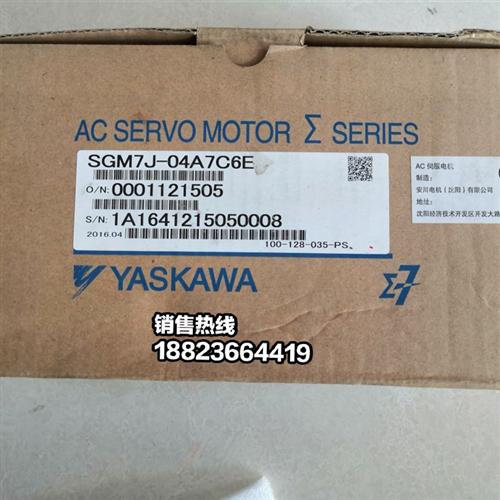 AC SERVO MOTOR Σ SERIES
SGM7J-04A7C6E
O/N: 0001121505
S/N: 1A1641215050008
2016.04
100-128-035-PS
AC 伺服电机
制造:
安川电机(沈阳)有限公司
地址:
沈阳经济技术开发区开发大路
YASKAWA
Σ7
销售热线
18823664419